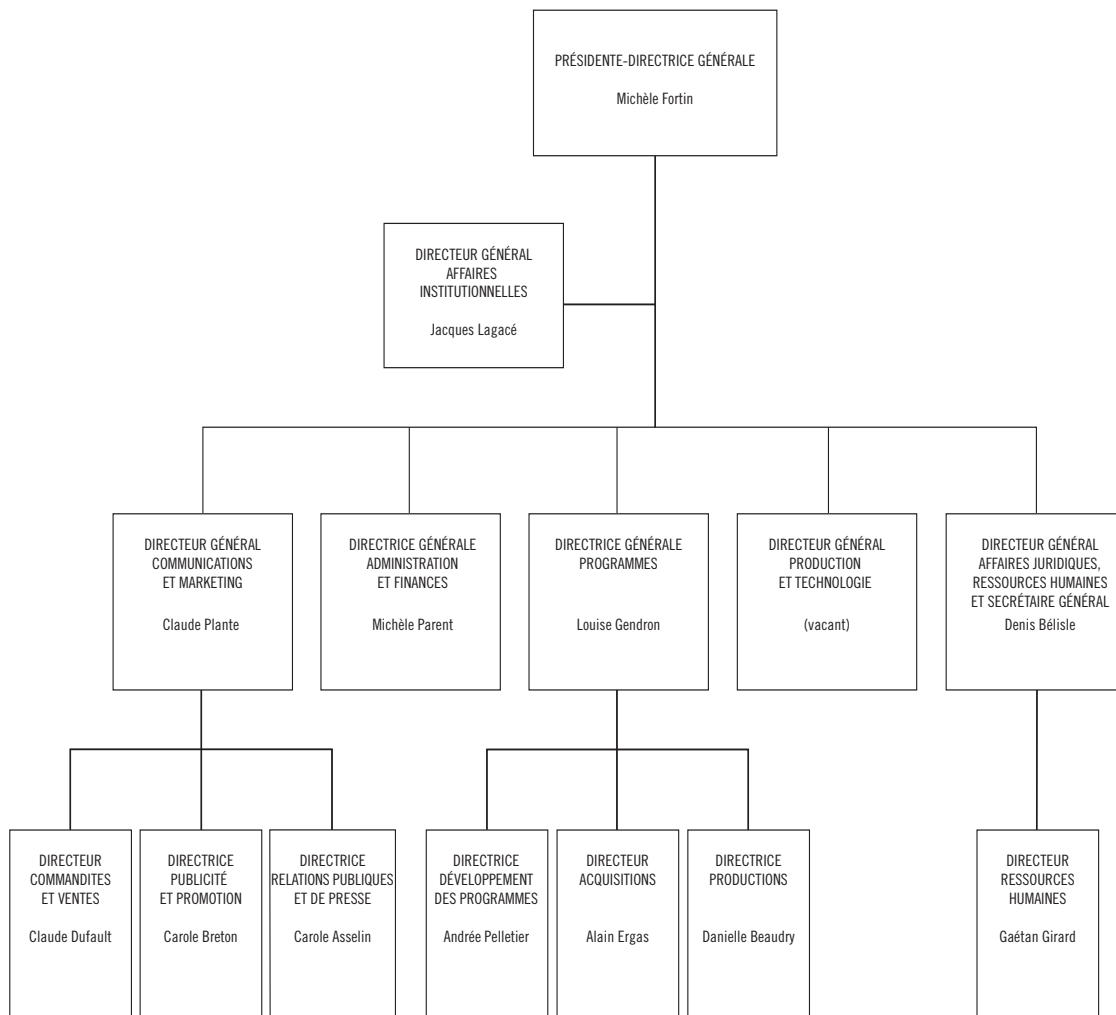 PRÉSIDENTE-DIRECTRICE GÉNÉRALE
Michèle Fortin
DIRECTEUR GÉNÉRAL
AFFAIRES
INSTITUTIONNELLES
Jacques Lagacé
DIRECTEUR GÉNÉRAL
COMMUNICATIONS
ET MARKETING
Claude Plante
DIRECTRICE GÉNÉRALE
ADMINISTRATION
ET FINANCES
Michèle Parent
DIRECTRICE GÉNÉRALE
PROGRAMMES
Louise Gendron
DIRECTEUR GÉNÉRAL
PRODUCTION
ET TECHNOLOGIE
(vacant)
DIRECTEUR GÉNÉRAL
AFFAIRES JURIDIQUES,
RESSOURCES HUMAINES
ET SECRÉTAIRE GÉNÉRAL
Denis Bélisle
DIRECTEUR
COMMANDITES
ET VENTES
Claude Dufault
DIRECTRICE
PUBLICITÉ
ET PROMOTION
Carole Breton
DIRECTRICE
RELATIONS PUBLIQUES
ET DE PRESSE
Carole Asselin
DIRECTRICE
DÉVELOPPEMENT
DES PROGRAMMES
Andrée Pelletier
DIRECTEUR
ACQUISITIONS
Alain Ergas
DIRECTRICE
PRODUCTIONS
Danielle Beaudry
DIRECTEUR
RESSOURCES
HUMAINES
Gaétan Girard